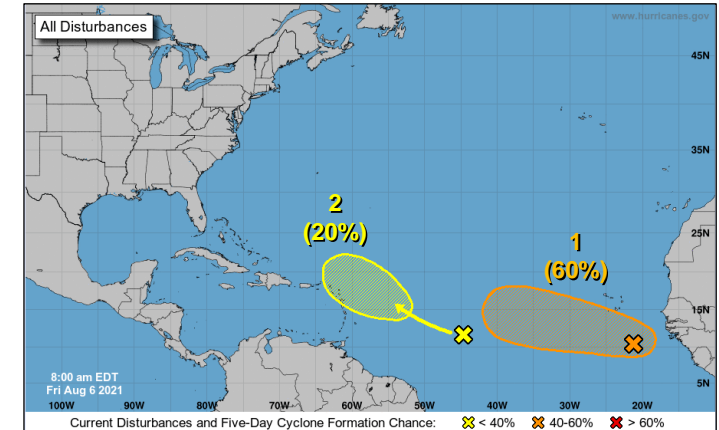 All Disturbances
www.hurricanes.gov
45N
35N
2
(20%)
25N
1
(60%)
15N
8:00 am EDT
Fri Aug 6 2021
5N
100W 90W 80W 70W 60W 50W 40W 30W 20W
Current Disturbances and Five-Day Cyclone Formation Chance: < 40% 40-60% > 60%